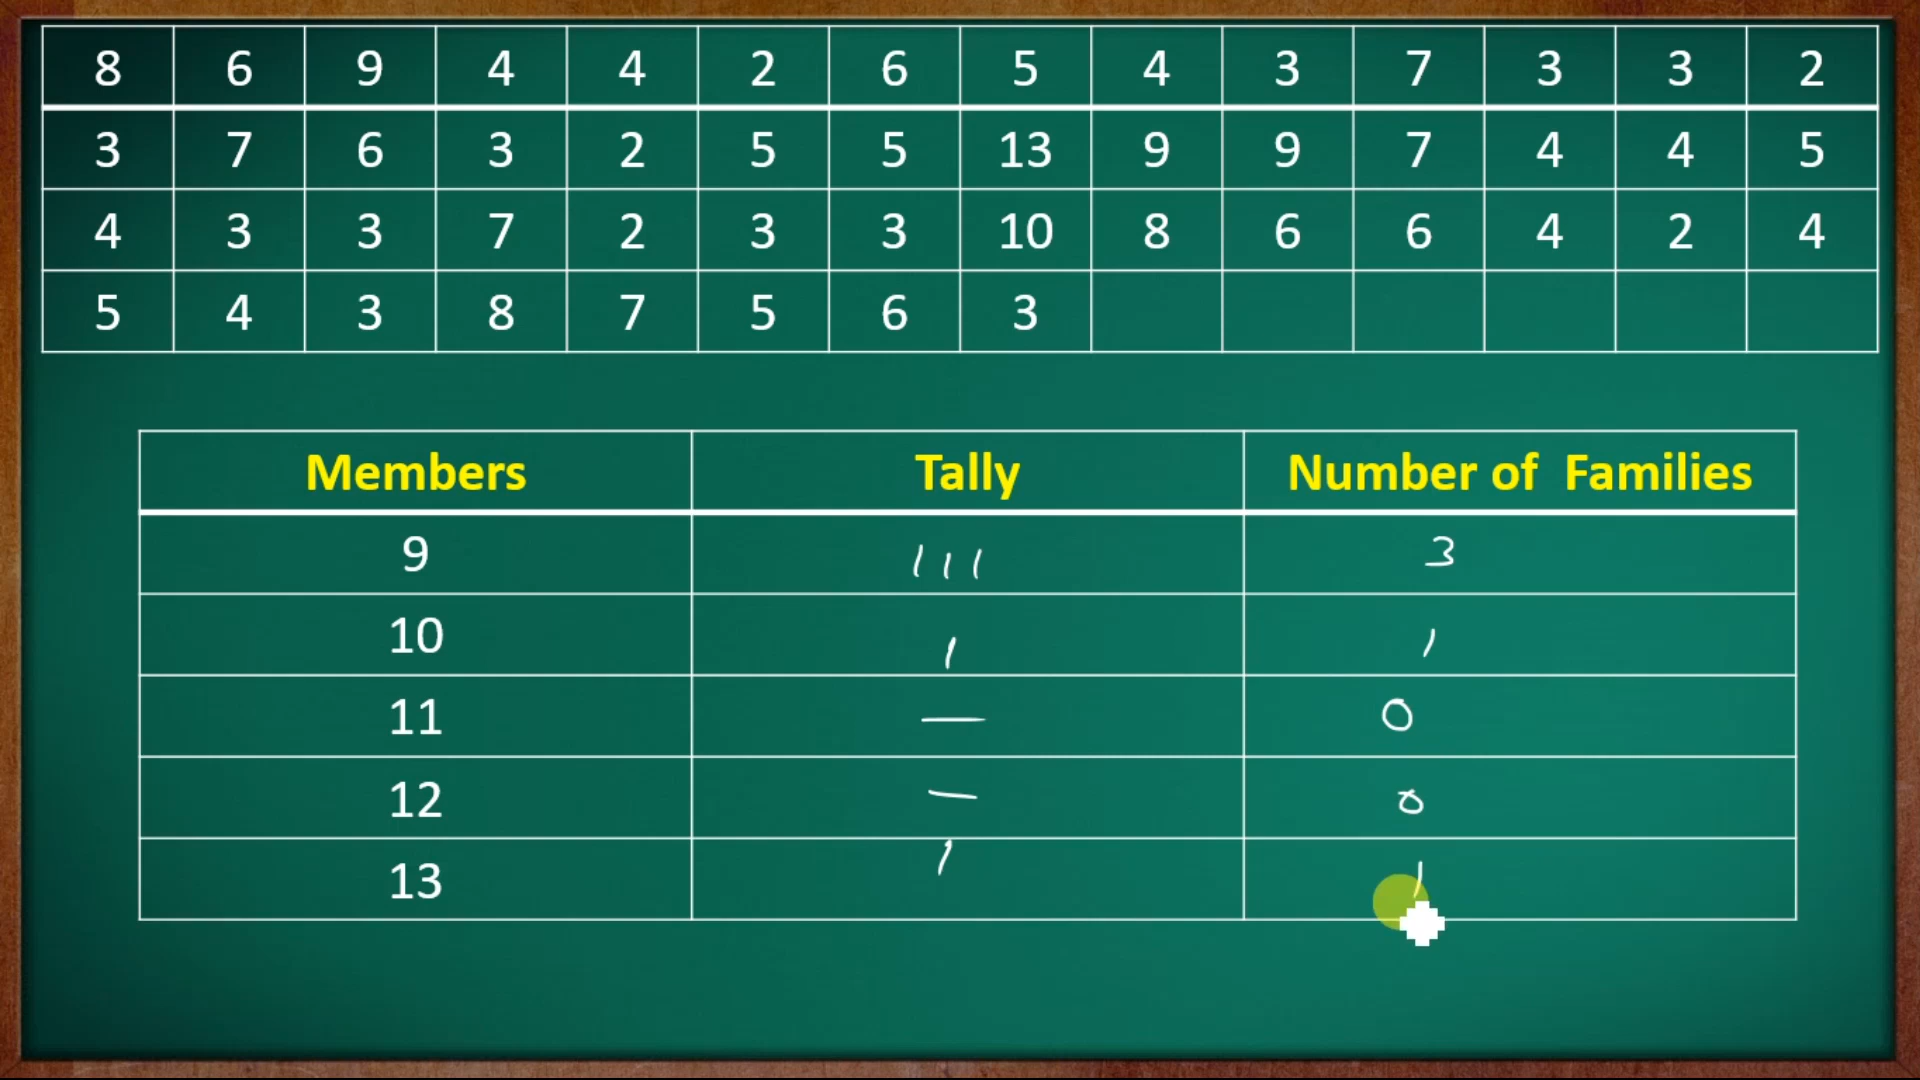 8 6 9 4 4 2 6 5 4 3 7 3 3 2
3 7 6 3 2 5 5 13 9 9 7 4 4 5
4 3 3 7 2 3 3 10 8 6 6 4 2 4
5 4 3 8 7 5 6 3
Members Tally Number of Families
9 ||| 3
10 | 1
11 — 0
12 — 0
13 | 1